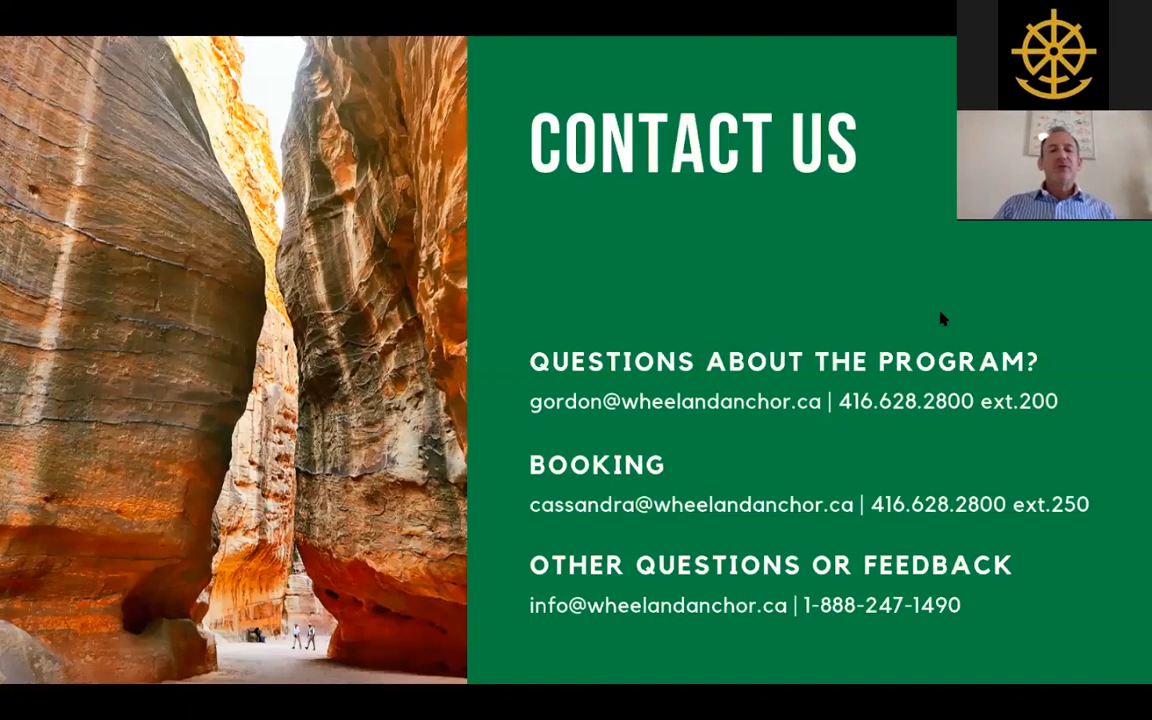 CONTACT US
QUESTIONS ABOUT THE PROGRAM?
gordon@wheelandanchor.ca | 416.628.2800 ext.200
BOOKING
cassandra@wheelandanchor.ca | 416.628.2800 ext.250
OTHER QUESTIONS OR FEEDBACK
info@wheelandanchor.ca | 1-888-247-1490